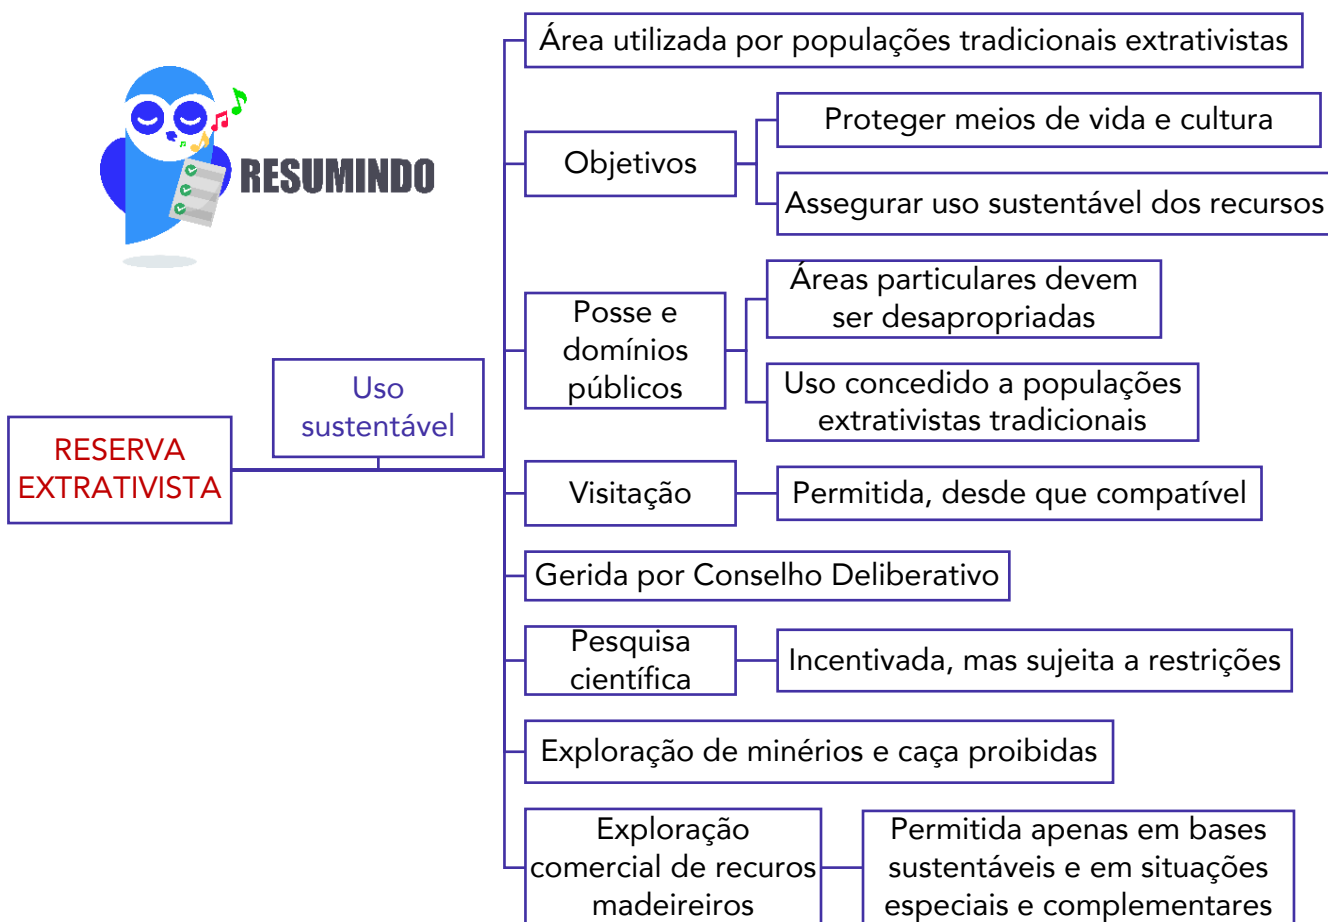 RESUMINDO
RESERVA
EXTRATIVISTA
Uso
sustentável
Área utilizada por populações tradicionais extrativistas
Objetivos
Proteger meios de vida e cultura
Assegurar uso sustentável dos recursos
Posse e
domínios
públicos
Áreas particulares devem
ser desapropriadas
Uso concedido a populações
extrativistas tradicionais
Visitação
Permitida, desde que compatível
Gerida por Conselho Deliberativo
Pesquisa
científica
Incentivada, mas sujeita a restrições
Exploração de minérios e caça proibidas
Exploração
comercial de recuros
madeireiros
Permitida apenas em bases
sustentáveis e em situações
especiais e complementares